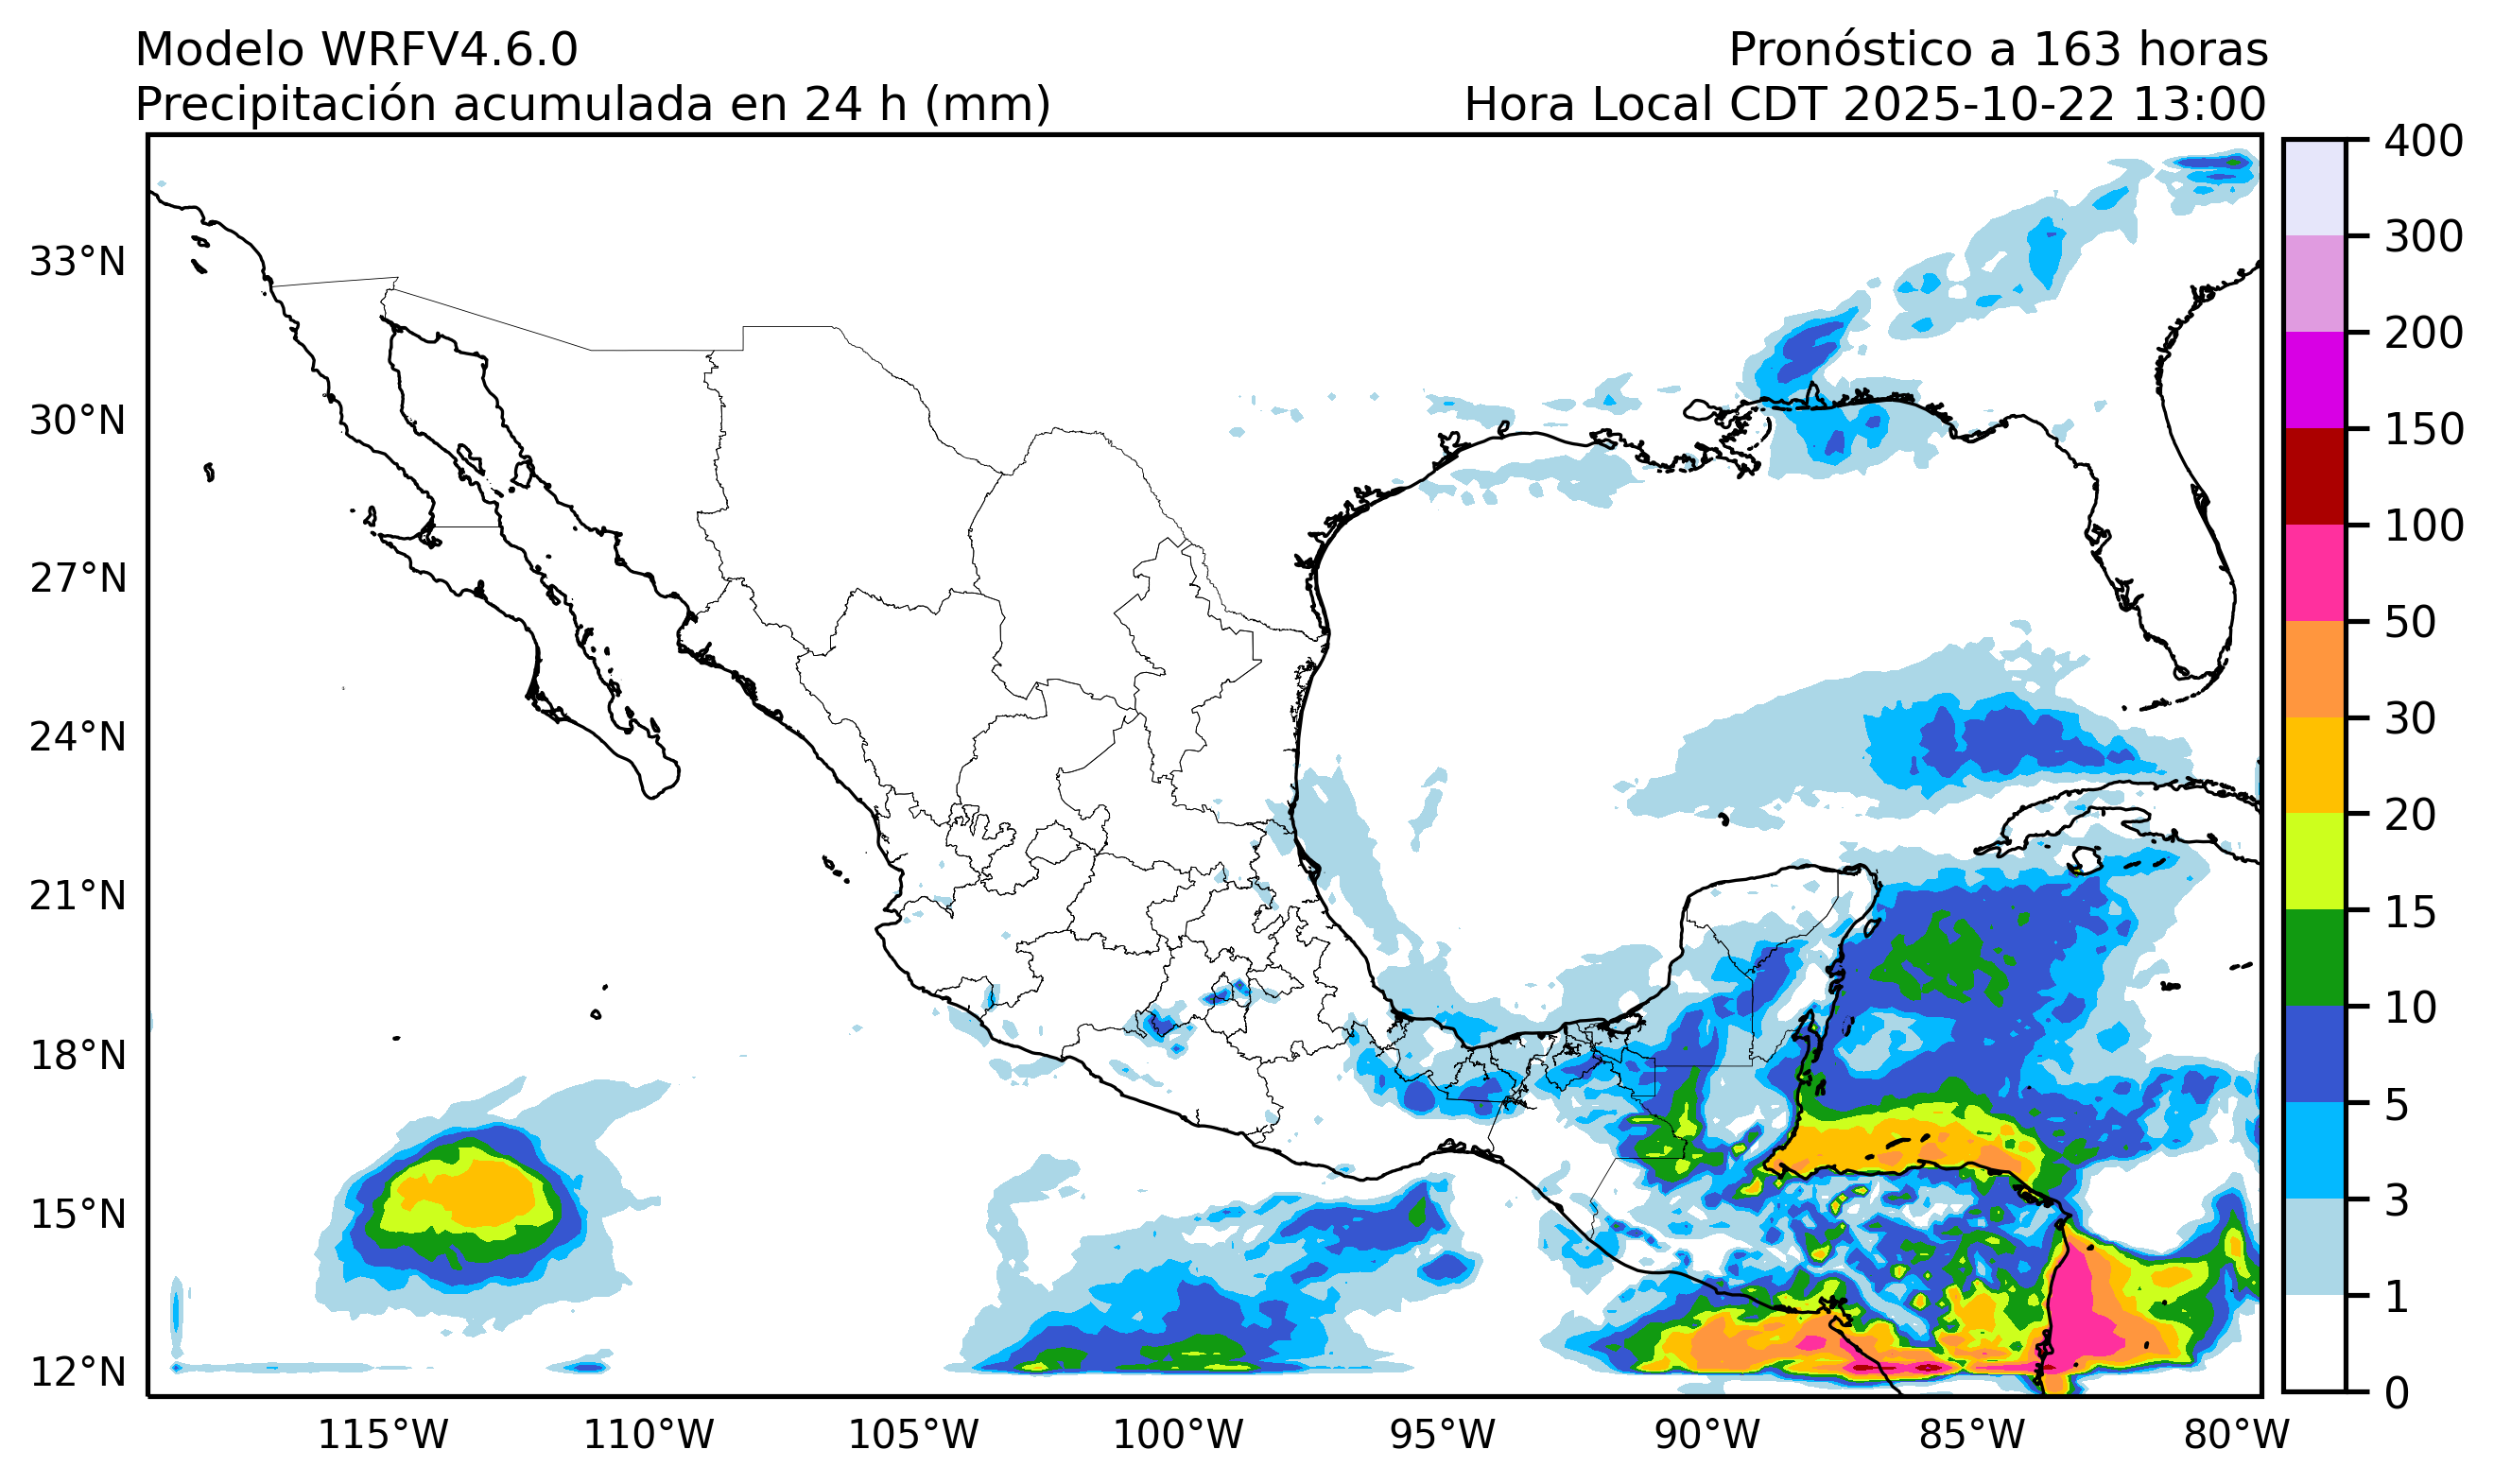 Modelo WRFV4.6.0
Pronóstico a 163 horas
Precipitación acumulada en 24 h (mm)
Hora Local CDT 2025-10-22 13:00
33°N
30°N
27°N
24°N
21°N
18°N
15°N
12°N
115°W
110°W
105°W
100°W
95°W
90°W
85°W
80°W
400
300
200
150
100
50
30
20
15
10
5
3
1
0